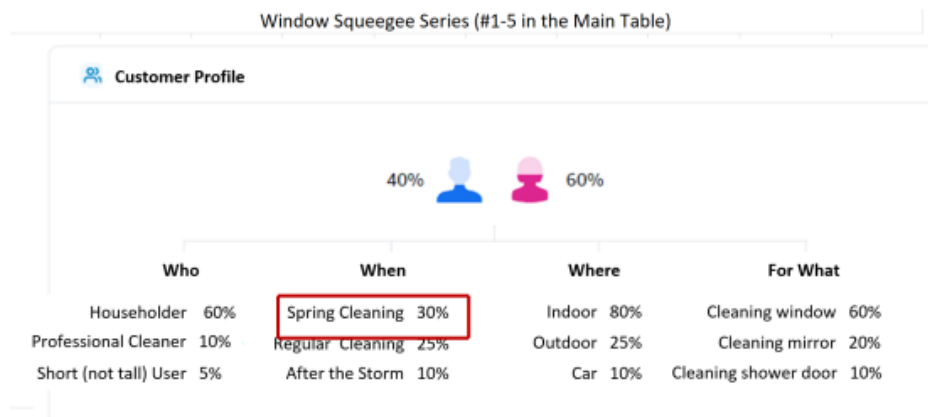 Window Squeegee Series (#1-5 in the Main Table)
Customer Profile
40% 60%
Who When Where For What
Householder 60% Spring Cleaning 30% Indoor 80% Cleaning window 60%
Professional Cleaner 10% Regular Cleaning 25% Outdoor 25% Cleaning mirror 20%
Short (not tall) User 5% After the Storm 10% Car 10% Cleaning shower door 10%